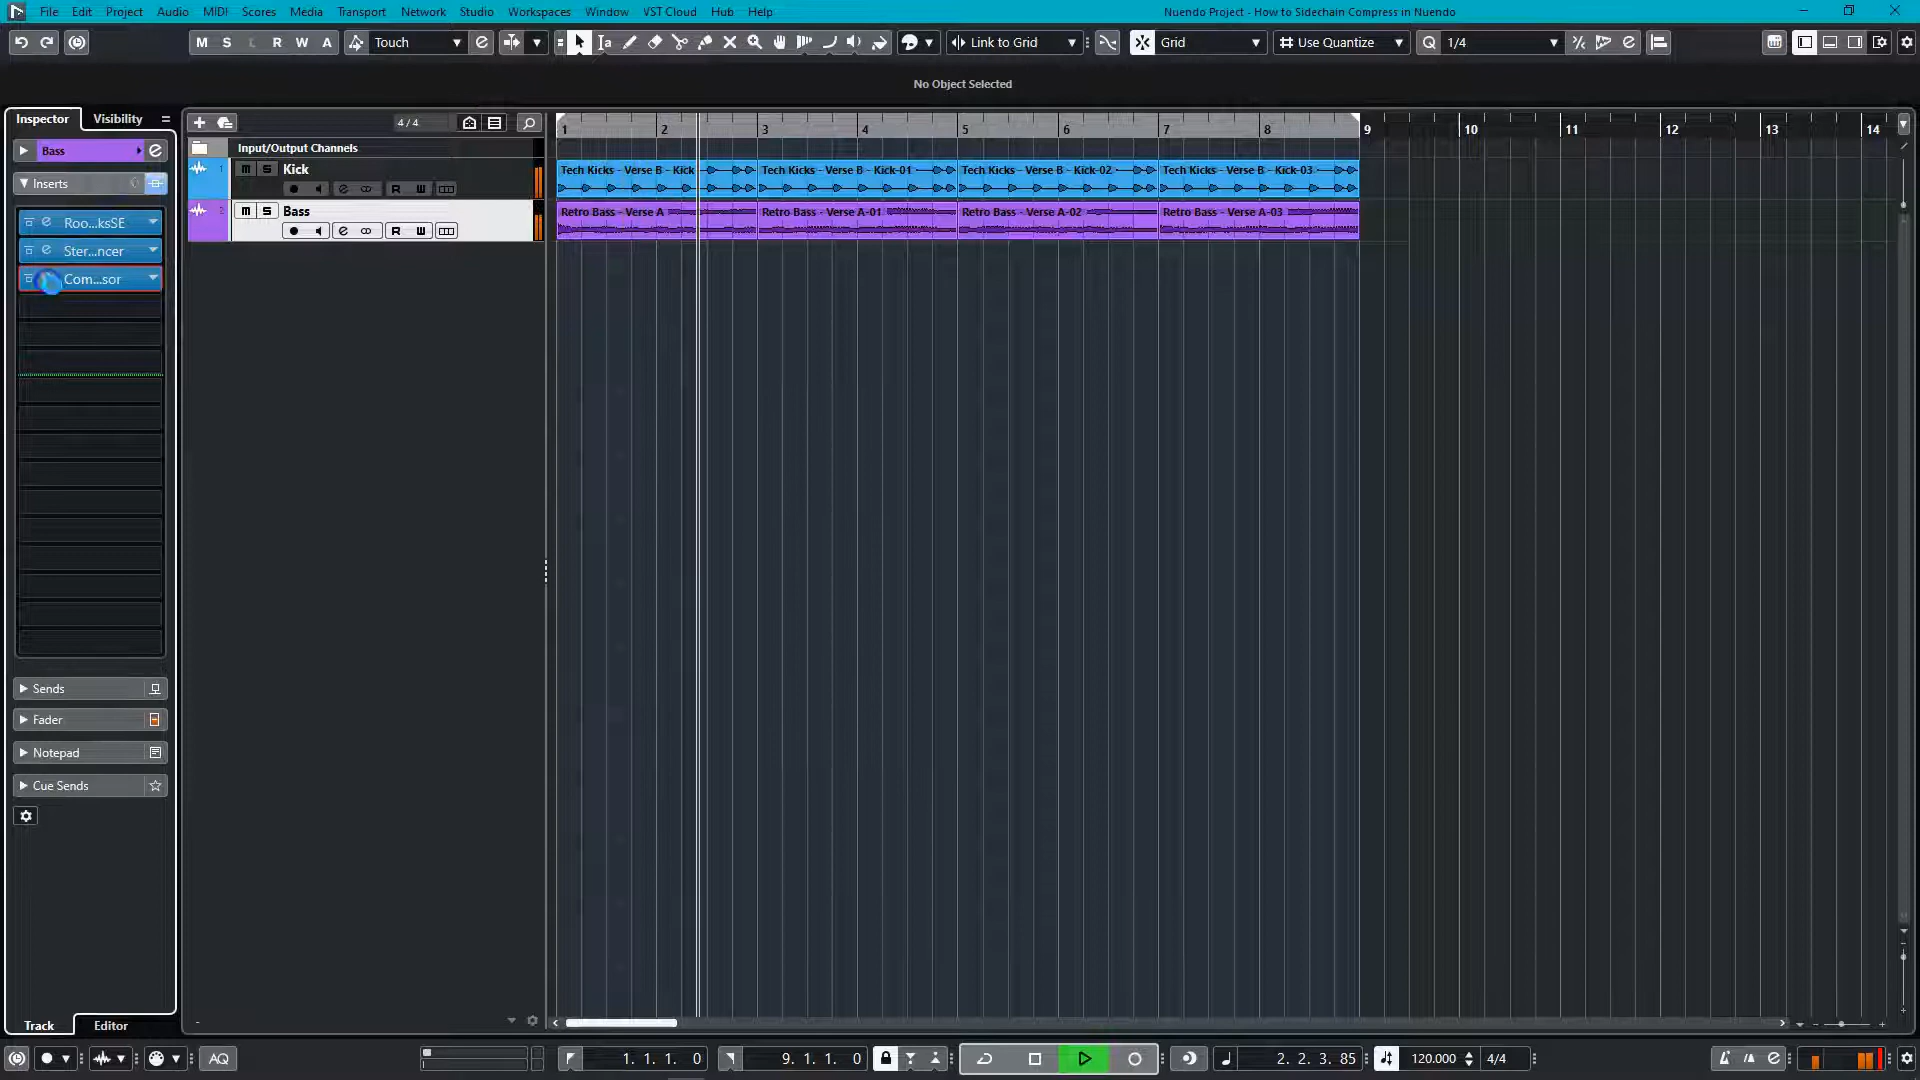 File Edit Project Audio MIDI Scores Media Transport Network Studio Workspaces Window VST Cloud Hub Help Nuendo Project - How to Sidechain Compress in Nuendo
M S L R W A Touch Link to Grid Grid Use Quantize Q 1/4
No Object Selected
Inspector Visibility
4 / 4
1 2 3 4 5 6 7 8 9 10 11 12 13 14
Bass
Input/Output Channels
Inserts
1 m S Kick
R W
Tech Kicks - Verse B - Kick Tech Kicks - Verse B - Kick-01 Tech Kicks - Verse B - Kick-02 Tech Kicks - Verse B - Kick-03
2 m S Bass
R W
Retro Bass - Verse A Retro Bass - Verse A-01 Retro Bass - Verse A-02 Retro Bass - Verse A-03
Roo...ksSE
Ster...ncer
Com...sor
Sends
Fader
Notepad
Cue Sends
Track Editor
AQ 1. 1. 1. 0 9. 1. 1. 0 2. 2. 3. 85 120.000 4/4